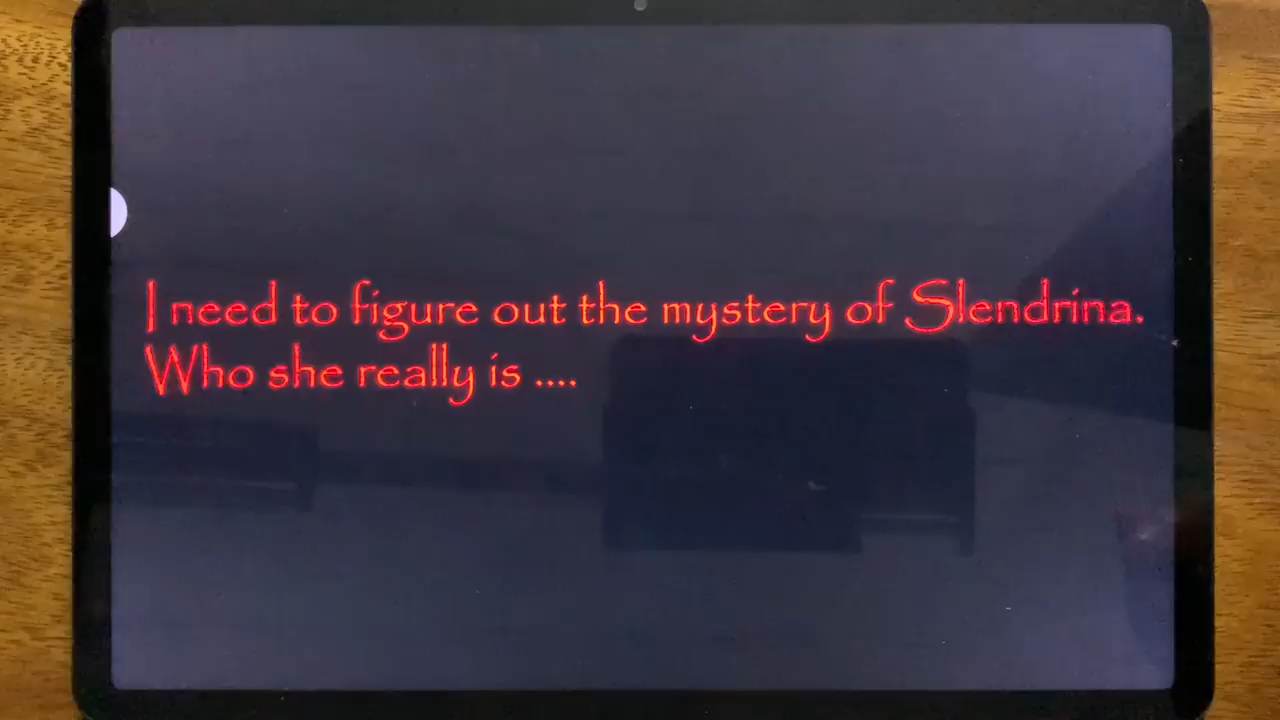 I need to figure out the mystery of Slendrina.
Who she really is ....